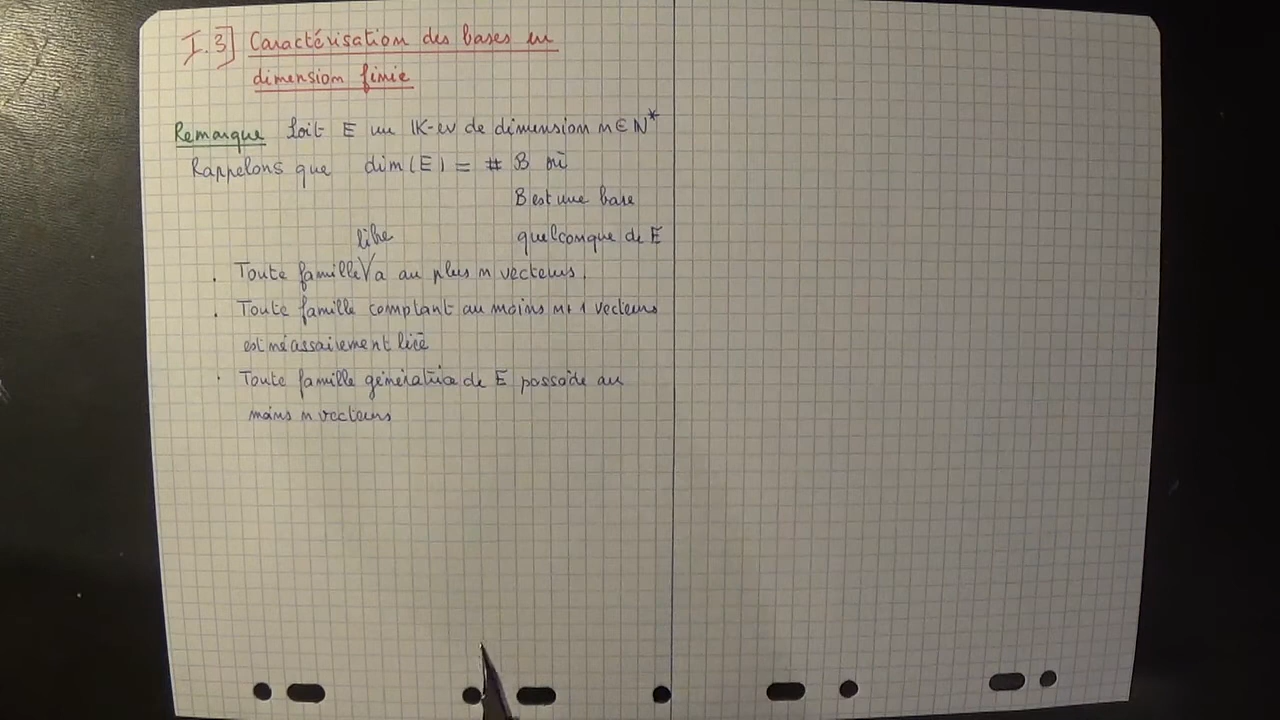 I.3] Caractérisation des bases en
dimension finie
Remarque Soit E un IK-ev de dimension n ∈ N*
Rappelons que dim(E) = # B où
B est une base
quelconque de E
libre
. Toute famille √a au plus n vecteurs.
. Toute famille comptant au moins n+1 vecteurs
est nécessairement liée
. Toute famille génératrice de E possède au
moins n vecteurs